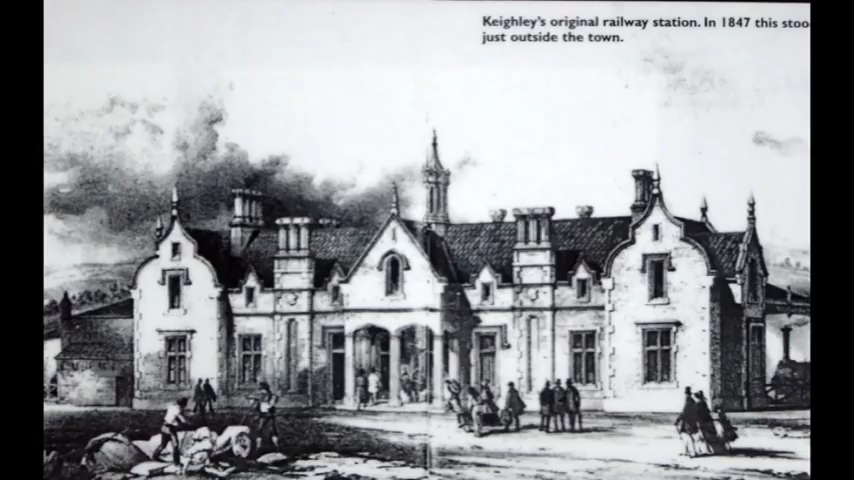 Keighley's original railway station. In 1847 this stoo
just outside the town.